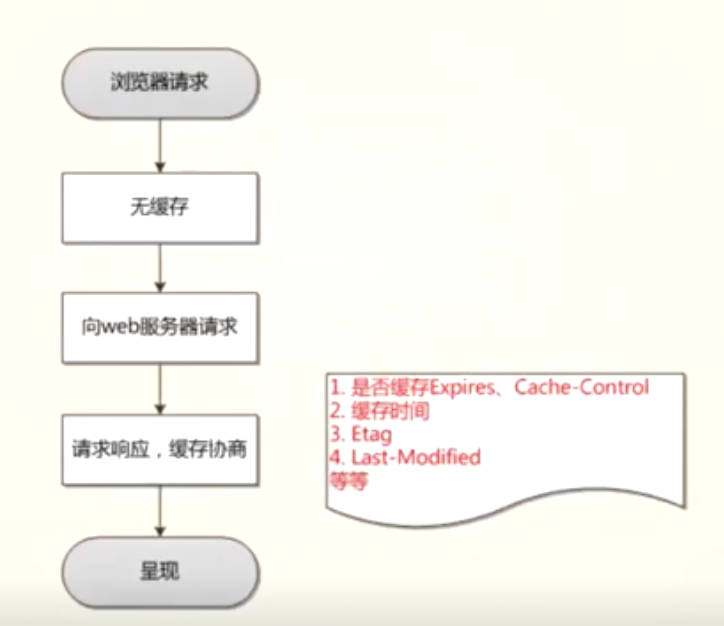 浏览器请求
无缓存
向web服务器请求
请求响应，缓存协商
呈现
1. 是否缓存Expires、Cache-Control
2. 缓存时间
3. Etag
4. Last-Modified
等等